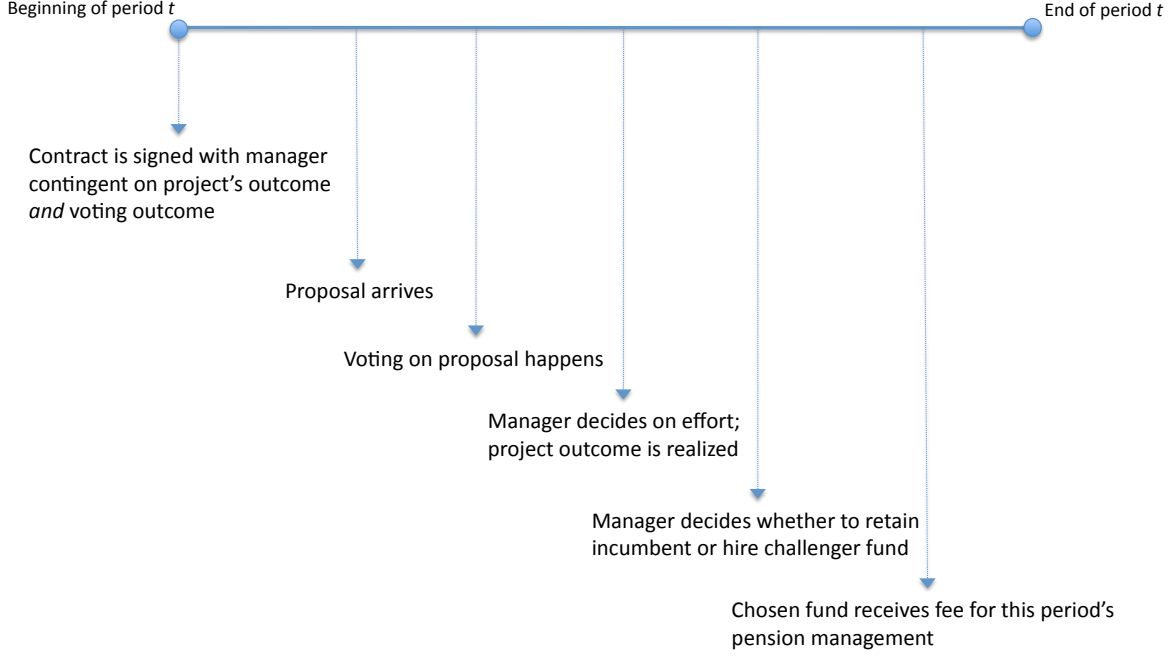 Beginning of period t
End of period t
Contract is signed with manager
contingent on project’s outcome
and voting outcome
Proposal arrives
Voting on proposal happens
Manager decides on effort;
project outcome is realized
Manager decides whether to retain
incumbent or hire challenger fund
Chosen fund receives fee for this period’s
pension management